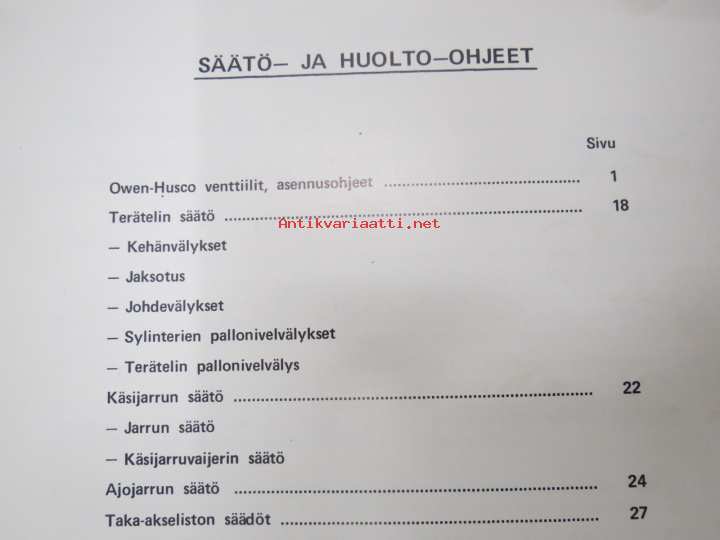 SÄÄTÖ– JA HUOLTO–OHJEET
Sivu
Owen-Husco venttiilit, asennusohjeet ........................................... 1
Terätelin säätö ............................................................................... 18
Antikvariaatti.net
– Kehänvälykset
– Jaksotus
– Johdevälykset
– Sylinterien pallonivelvälykset
– Terätelin pallonivelvälys
Käsijarrun säätö ............................................................................... 22
– Jarrun säätö
– Käsijarruvaijerin säätö
Ajojarrun säätö ............................................................................... 24
Taka-akseliston säädöt ..................................................................... 27